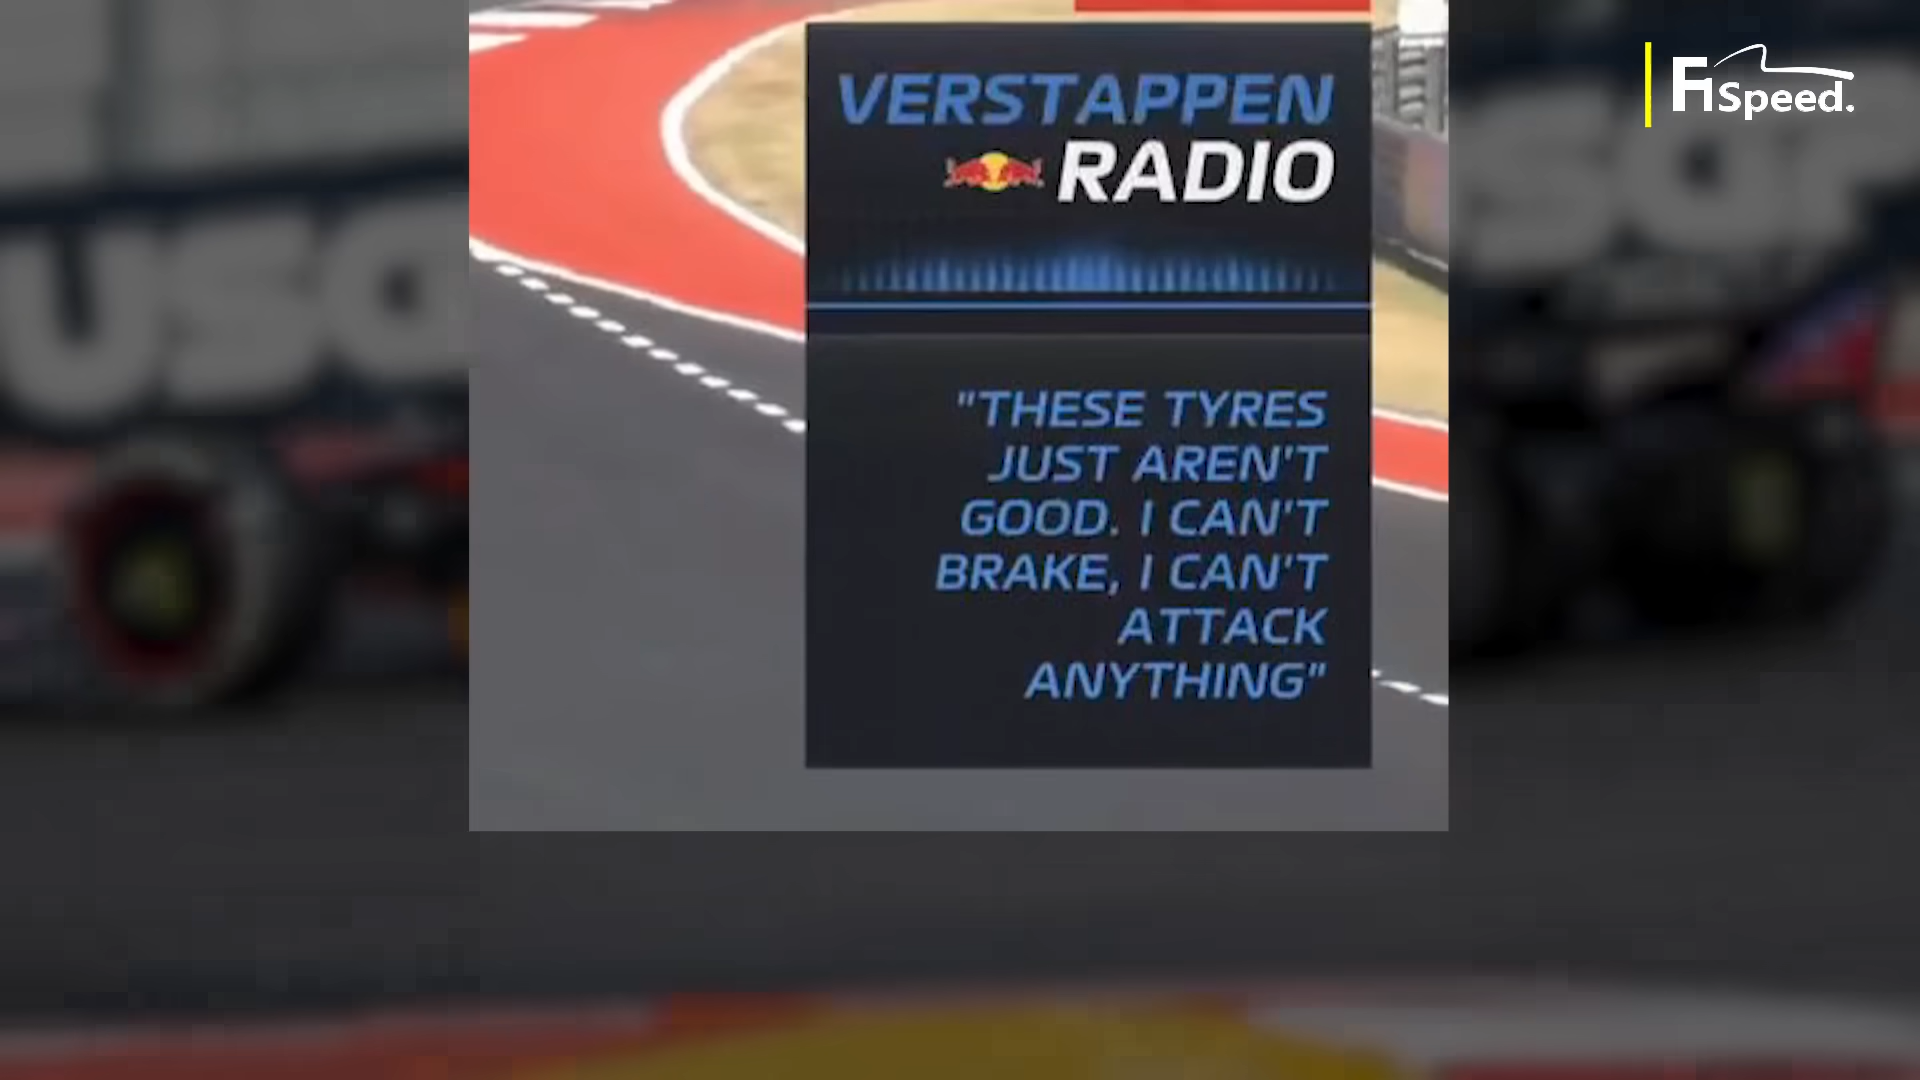 VERSTAPPEN
RADIO
"THESE TYRES
JUST AREN'T
GOOD. I CAN'T
BRAKE, I CAN'T
ATTACK
ANYTHING"
F1Speed.